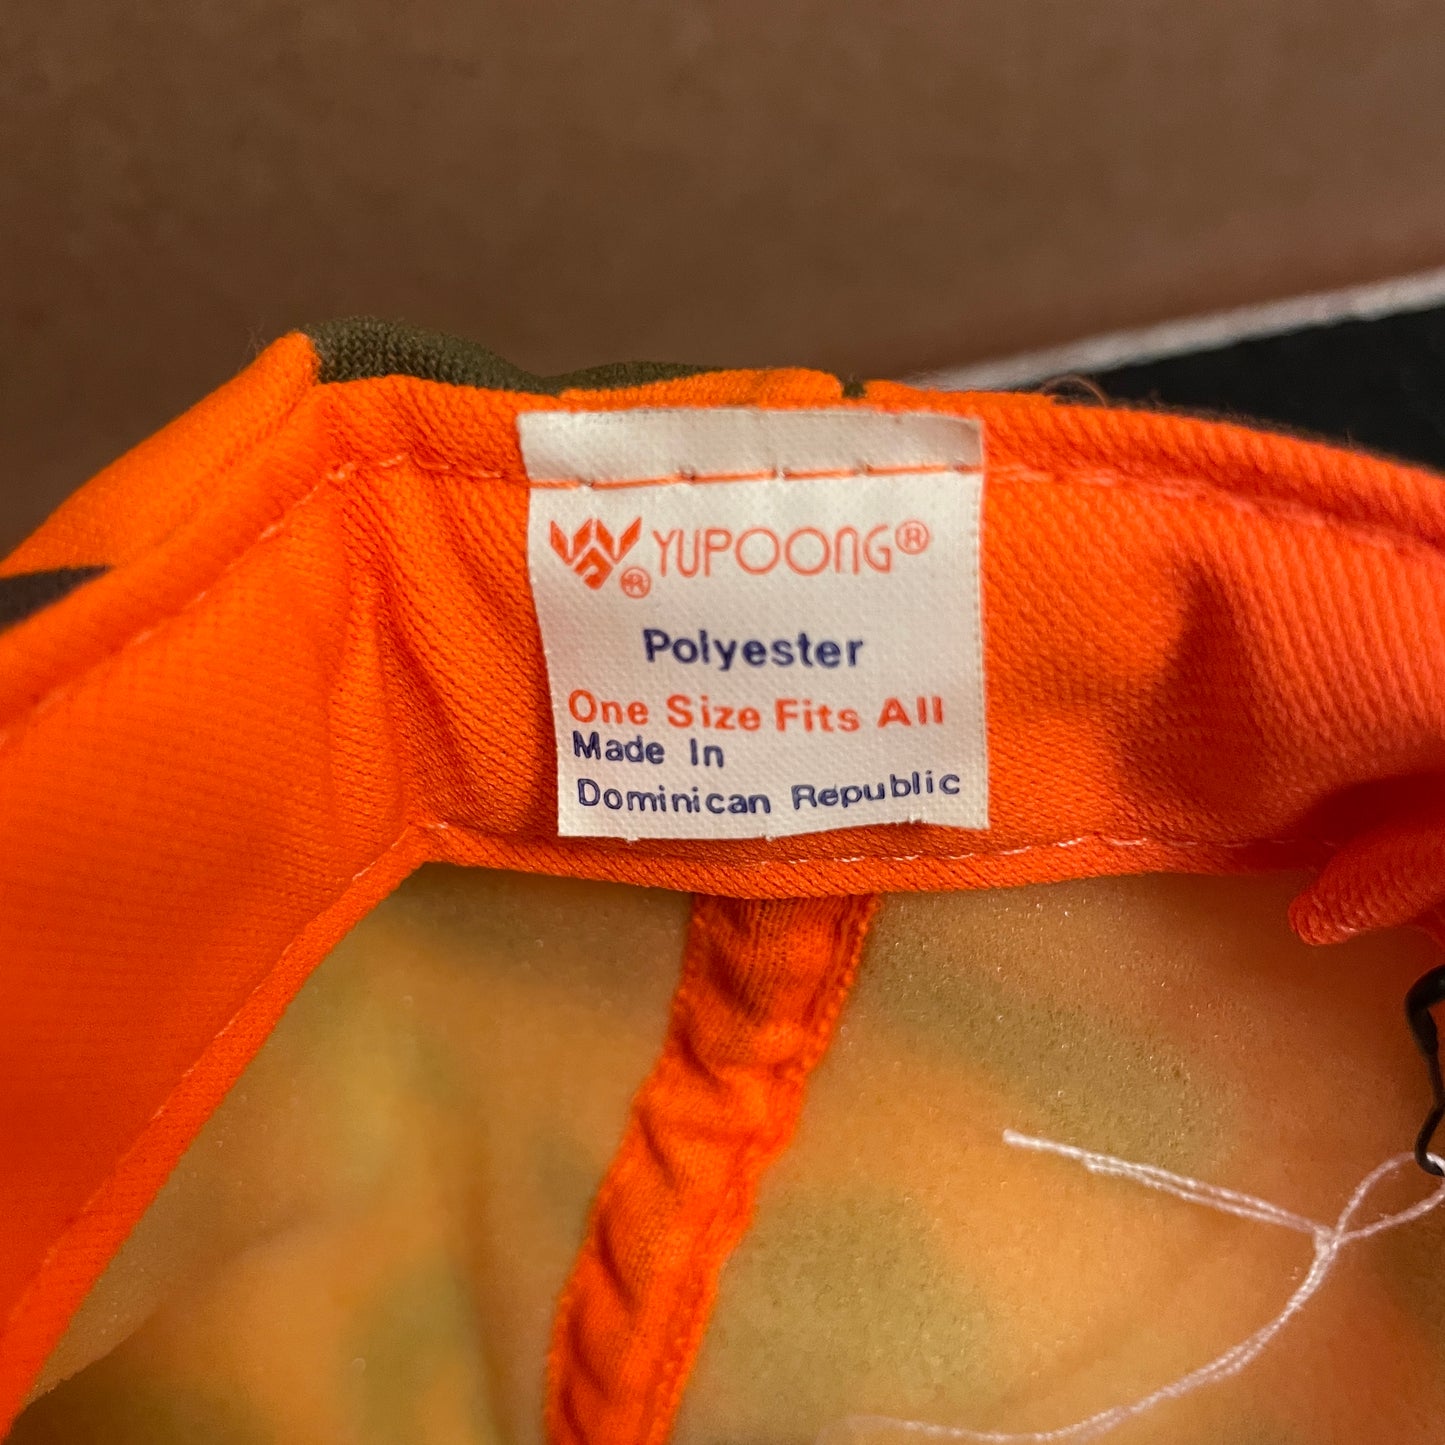 ® YUPOONG®
Polyester
One Size Fits All
Made In
Dominican Republic